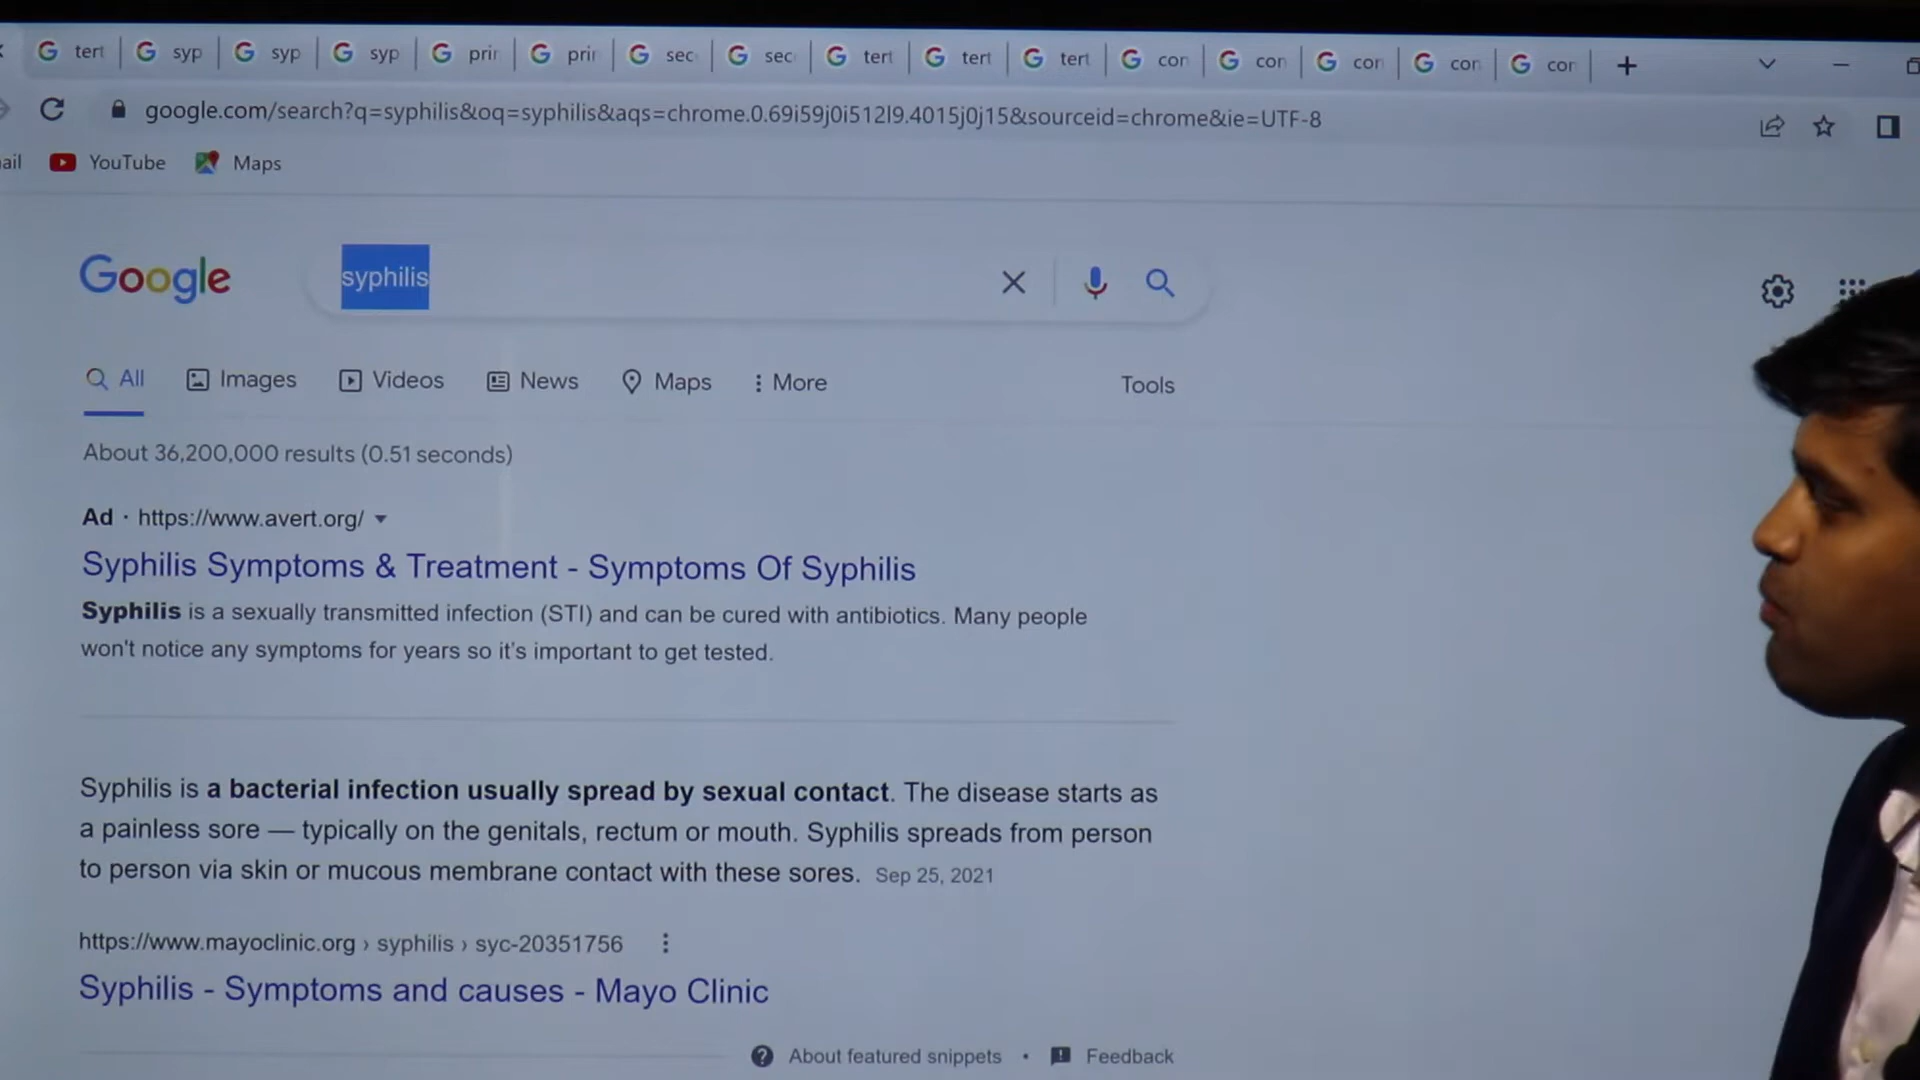 tert syp syp syp prir prir sec sec tert tert tert con con con con con
google.com/search?q=syphilis&oq=syphilis&aqs=chrome.0.69i59j0i512l9.4015j0j15&sourceid=chrome&ie=UTF-8
ail YouTube Maps
Google syphilis
All Images Videos News Maps More Tools
About 36,200,000 results (0.51 seconds)
Ad · https://www.avert.org/
Syphilis Symptoms & Treatment - Symptoms Of Syphilis
Syphilis is a sexually transmitted infection (STI) and can be cured with antibiotics. Many people
won't notice any symptoms for years so it's important to get tested.
Syphilis is a bacterial infection usually spread by sexual contact. The disease starts as
a painless sore — typically on the genitals, rectum or mouth. Syphilis spreads from person
to person via skin or mucous membrane contact with these sores. Sep 25, 2021
https://www.mayoclinic.org › syphilis › syc-20351756
Syphilis - Symptoms and causes - Mayo Clinic
About featured snippets • Feedback